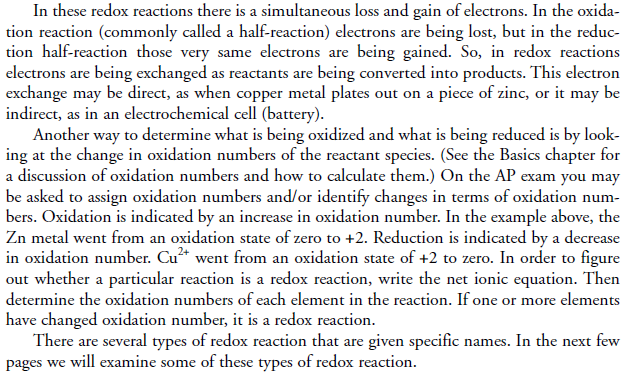 In these redox reactions there is a simultaneous loss and gain of electrons. In the oxida-
tion reaction (commonly called a half-reaction) electrons are being lost, but in the reduc-
tion half-reaction those very same electrons are being gained. So, in redox reactions
electrons are being exchanged as reactants are being converted into products. This electron
exchange may be direct, as when copper metal plates out on a piece of zinc, or it may be
indirect, as in an electrochemical cell (battery).
Another way to determine what is being oxidized and what is being reduced is by look-
ing at the change in oxidation numbers of the reactant species. (See the Basics chapter for
a discussion of oxidation numbers and how to calculate them.) On the AP exam you may
be asked to assign oxidation numbers and/or identify changes in terms of oxidation num-
bers. Oxidation is indicated by an increase in oxidation number. In the example above, the
Zn metal went from an oxidation state of zero to +2. Reduction is indicated by a decrease
in oxidation number. Cu²⁺ went from an oxidation state of +2 to zero. In order to figure
out whether a particular reaction is a redox reaction, write the net ionic equation. Then
determine the oxidation numbers of each element in the reaction. If one or more elements
have changed oxidation number, it is a redox reaction.
There are several types of redox reaction that are given specific names. In the next few
pages we will examine some of these types of redox reaction.